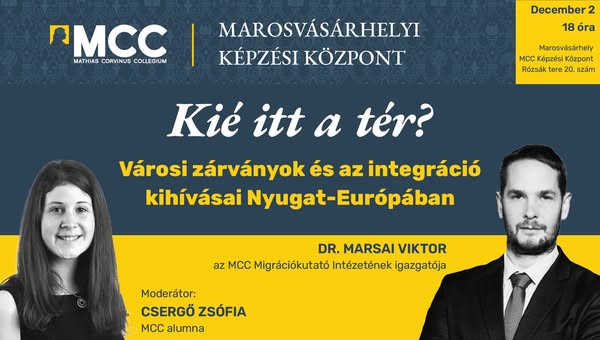 MCC
MATHIAS CORVINUS COLLEGIUM
MAROSVÁSÁRHELYI
KÉPZÉSI KÖZPONT
December 2
18 óra
Marosvásárhely
MCC Képzési Központ
Rózsák tere 20. szám
Kié itt a tér?
Városi zárványok és az integráció
kihívásai Nyugat-Európában
DR. MARSAI VIKTOR
az MCC Migrációkutató Intézetének igazgatója
Moderátor:
CSERGŐ ZSÓFIA
MCC alumna